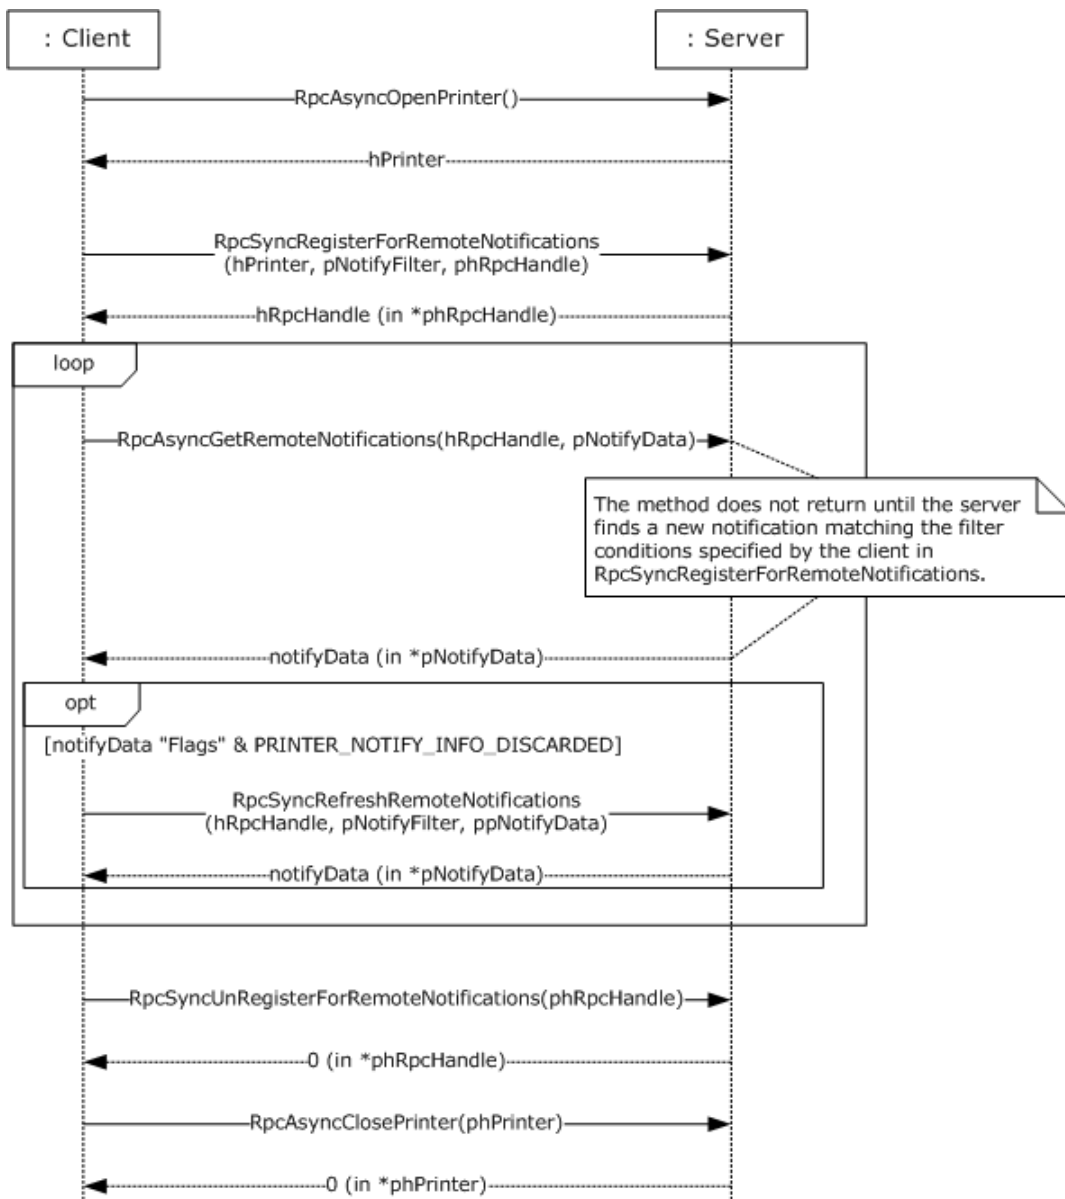 : Client
: Server
RpcAsyncOpenPrinter()
hPrinter
RpcSyncRegisterForRemoteNotifications
(hPrinter, pNotifyFilter, phRpcHandle)
hRpcHandle (in *phRpcHandle)
loop
RpcAsyncGetRemoteNotifications(hRpcHandle, pNotifyData)
The method does not return until the server
finds a new notification matching the filter
conditions specified by the client in
RpcSyncRegisterForRemoteNotifications.
notifyData (in *pNotifyData)
opt
[notifyData "Flags" & PRINTER_NOTIFY_INFO_DISCARDED]
RpcSyncRefreshRemoteNotifications
(hRpcHandle, pNotifyFilter, ppNotifyData)
notifyData (in *pNotifyData)
RpcSyncUnRegisterForRemoteNotifications(phRpcHandle)
0 (in *phRpcHandle)
RpcAsyncClosePrinter(phPrinter)
0 (in *phPrinter)